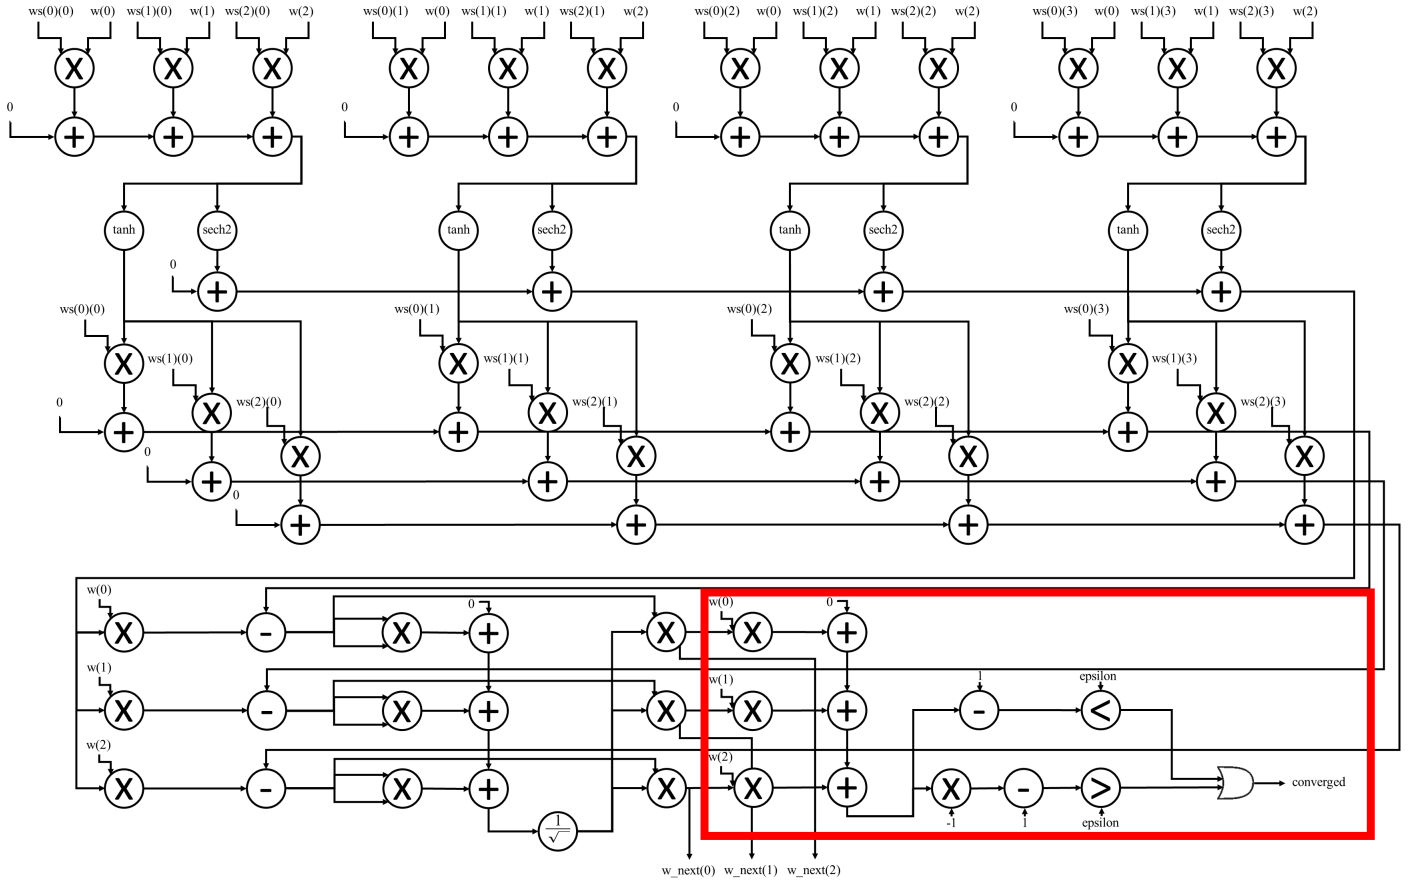 ws(0)(0) w(0) ws(1)(0) w(1) ws(2)(0) w(2) ws(0)(1) w(0) ws(1)(1) w(1) ws(2)(1) w(2) ws(0)(2) w(0) ws(1)(2) w(1) ws(2)(2) w(2) ws(0)(3) w(0) ws(1)(3) w(1) ws(2)(3) w(2)
X X X X X X X X X X X X
0 0 0 0
+ + + + + + + + + + + +
tanh sech2 tanh sech2 tanh sech2 tanh sech2
0
+ + + +
ws(0)(0) ws(0)(1) ws(0)(2) ws(0)(3)
X X X X
ws(1)(0) ws(1)(1) ws(1)(2) ws(1)(3)
X X X X
0 ws(2)(0) ws(2)(1) ws(2)(2) ws(2)(3)
+ + + +
0 X X X X
+ + + +
0
+ + + +
w(0) 0 w(0) 0
X - X + X X +
w(1) w(1) 1 epsilon
X - X + X X + - <
w(2) w(2)
X - X + X X + X - > converged
-1 1 epsilon
1
√
w_next(0) w_next(1) w_next(2)